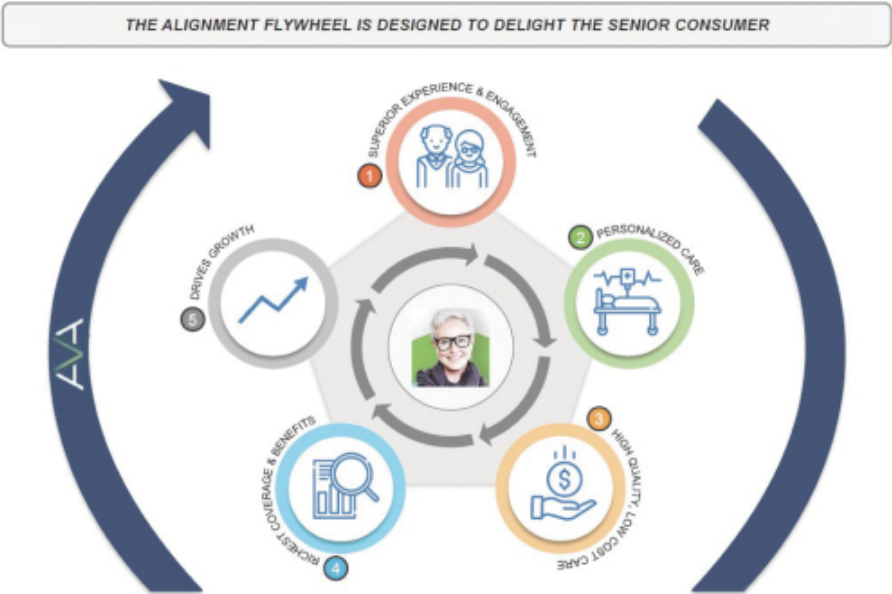 THE ALIGNMENT FLYWHEEL IS DESIGNED TO DELIGHT THE SENIOR CONSUMER
SUPERIOR EXPERIENCE & ENGAGEMENT
1
2
PERSONALIZED CARE
3
HIGH QUALITY, LOW COST CARE
RICHEST COVERAGE & BENEFITS
4
DRIVES GROWTH
5
AVA
$